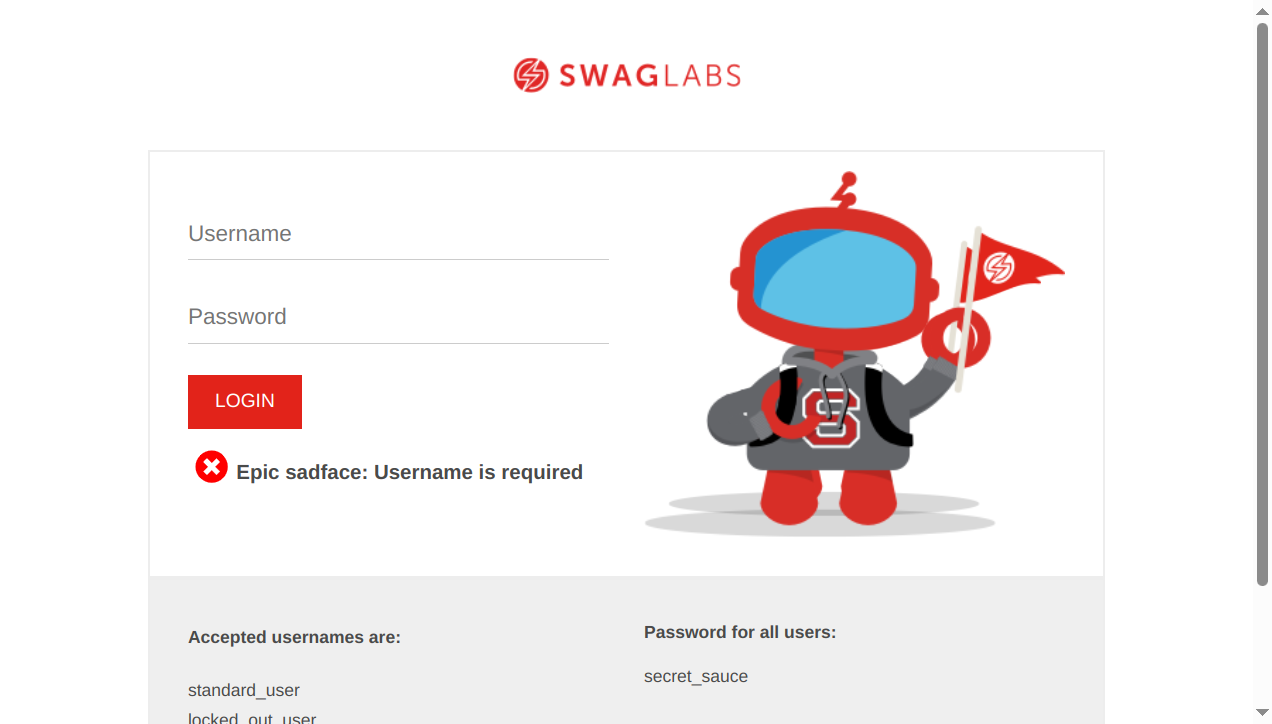 SWAGLABS
Username
Password
LOGIN
Epic sadface: Username is required
S
Accepted usernames are:
standard_user
locked_out_user
Password for all users:
secret_sauce